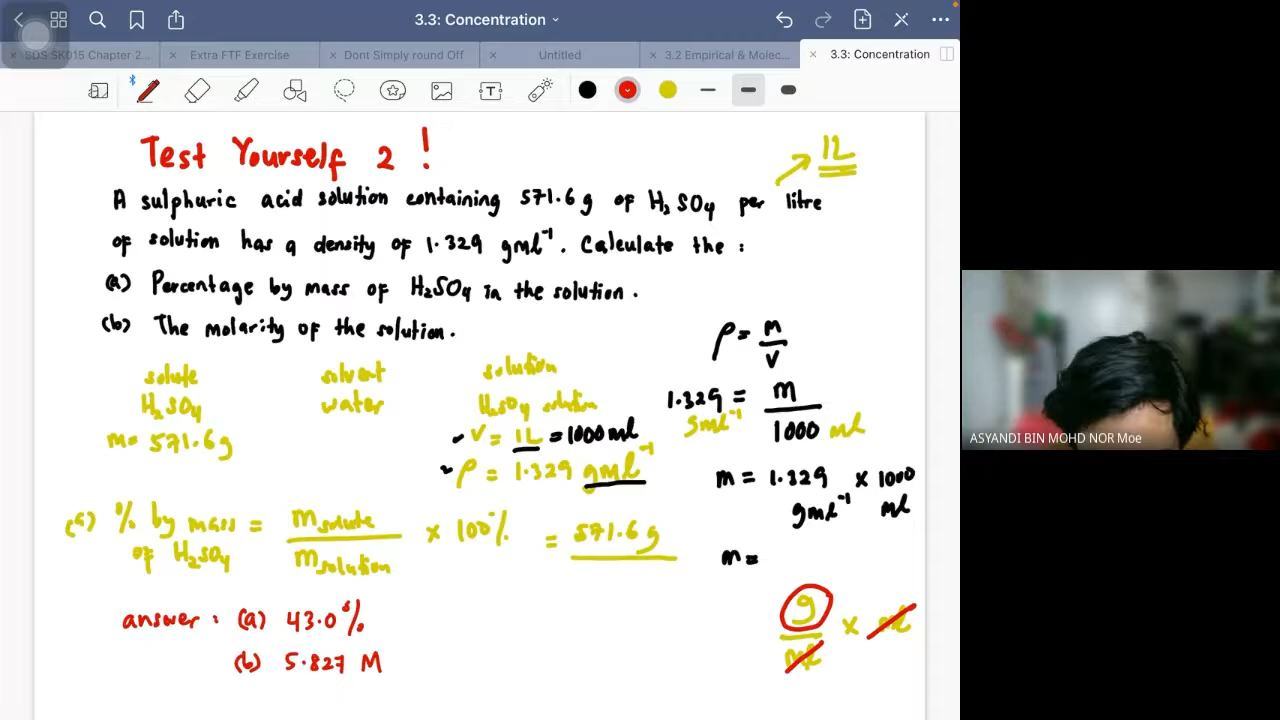 3.3: Concentration
SDS SK015 Chapter 2...
Extra FTF Exercise
Dont Simply round Off
Untitled
3.2 Empirical & Molec...
3.3: Concentration
Test Yourself 2 !
1L
A sulphuric acid solution containing 571.6g of H₂SO₄ per litre
of solution has a density of 1.329 gml⁻¹. Calculate the :
(a) Percentage by mass of H₂SO₄ in the solution.
(b) The molarity of the solution.
solute
H₂SO₄
m= 571.6g
solvent
water
solution
H₂SO₄ solution
V = 1L = 1000ml
ρ = 1.329 gml⁻¹
ρ = m/V
1.329 gml⁻¹ = m/1000 ml
m = 1.329 gml⁻¹ × 1000 ml
m =
g/ml × ml
(a) % by mass of H₂SO₄ = m solute / m solution × 100% = 571.6g
answer : (a) 43.0%
(b) 5.827 M
ASYANDI BIN MOHD NOR Moe